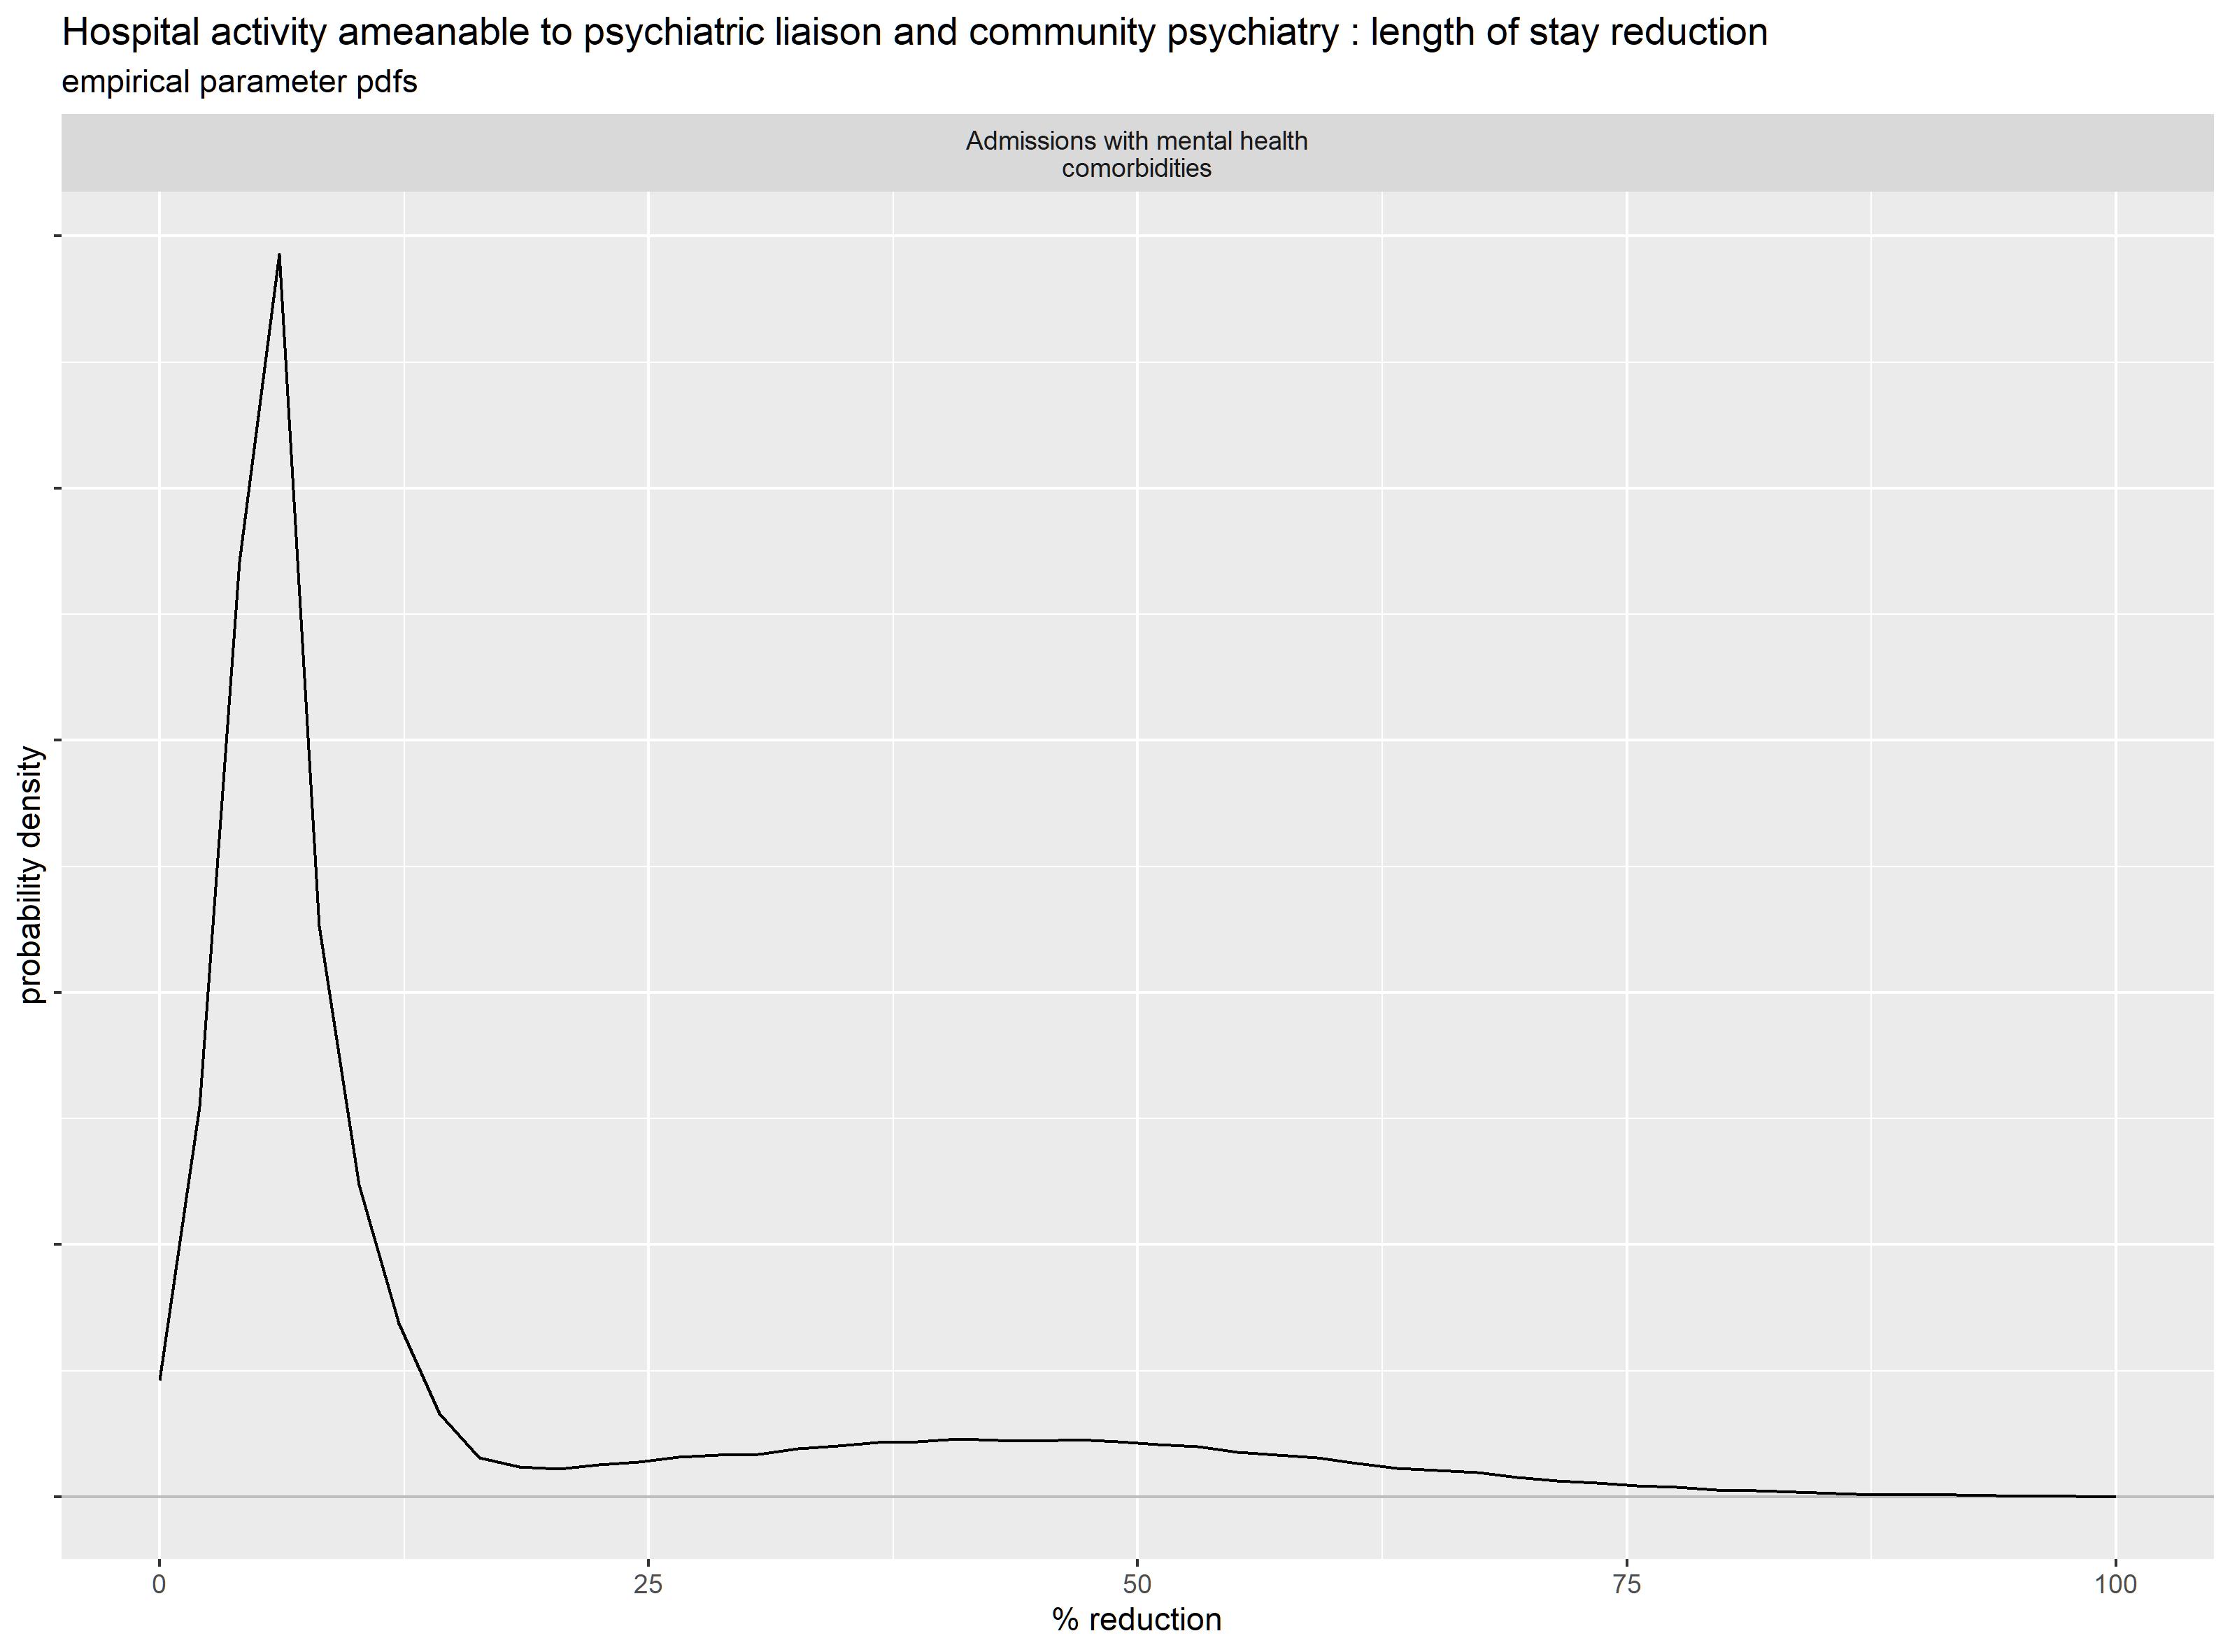 Hospital activity ameanable to psychiatric liaison and community psychiatry : length of stay reduction
empirical parameter pdfs
Admissions with mental health
comorbidities
probability density
0 25 50 75 100
% reduction